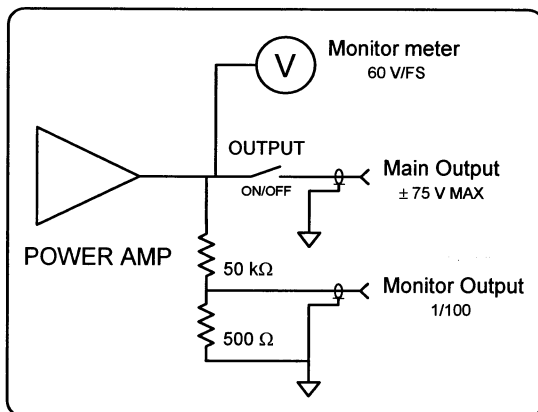 Monitor meter
60 V/FS
V
OUTPUT
ON/OFF
Main Output
± 75 V MAX
POWER AMP
50 kΩ
Monitor Output
1/100
500 Ω